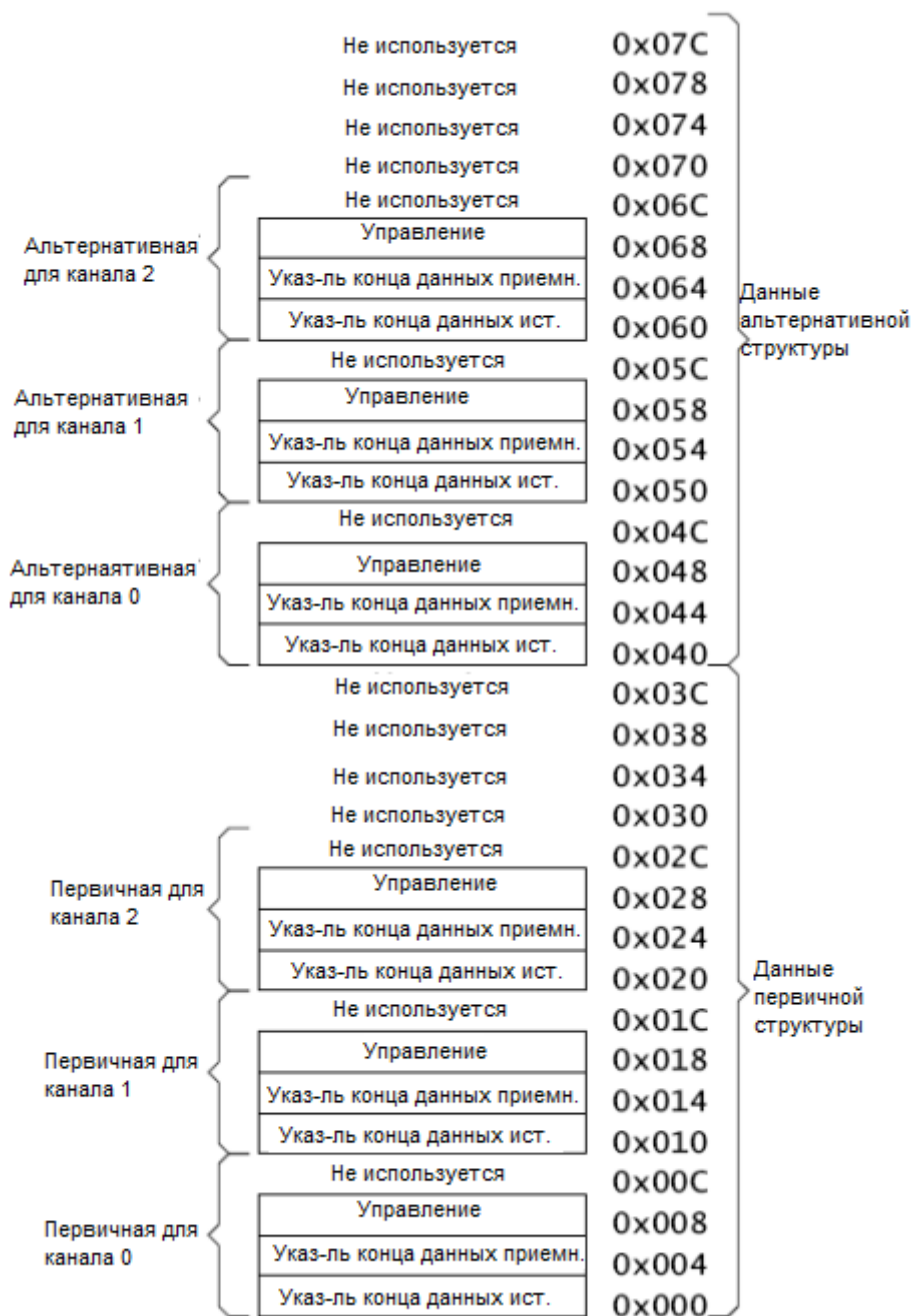 Не используется 0x07C
Не используется 0x078
Не используется 0x074
Не используется 0x070
Не используется 0x06C
Альтернативная для канала 2
Управление 0x068
Указ-ль конца данных приемн. 0x064
Указ-ль конца данных ист. 0x060
Данные
альтернативной
структуры
Не используется 0x05C
Альтернативная
для канала 1
Управление 0x058
Указ-ль конца данных приемн. 0x054
Указ-ль конца данных ист. 0x050
Не используется 0x04C
Альтернаятивная
для канала 0
Управление 0x048
Указ-ль конца данных приемн. 0x044
Указ-ль конца данных ист. 0x040
Не используется 0x03C
Не используется 0x038
Не используется 0x034
Не используется 0x030
Не используется 0x02C
Первичная для
канала 2
Управление 0x028
Указ-ль конца данных приемн. 0x024
Указ-ль конца данных ист. 0x020
Данные
первичной
структуры
Не используется 0x01C
Первичная для
канала 1
Управление 0x018
Указ-ль конца данных приемн. 0x014
Указ-ль конца данных ист. 0x010
Не используется 0x00C
Первичная для
канала 0
Управление 0x008
Указ-ль конца данных приемн. 0x004
Указ-ль конца данных ист. 0x000